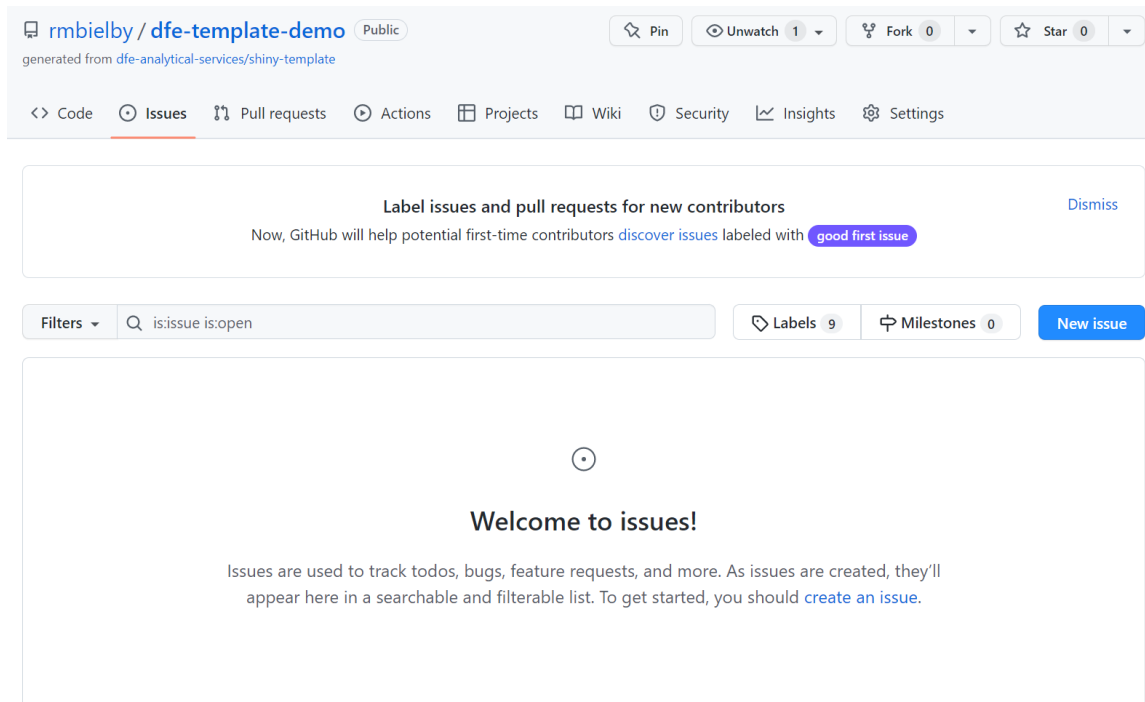 rmbielby / dfe-template-demo Public Pin Unwatch 1 Fork 0 Star 0
generated from dfe-analytical-services/shiny-template
Code Issues Pull requests Actions Projects Wiki Security Insights Settings
Label issues and pull requests for new contributors Dismiss
Now, GitHub will help potential first-time contributors discover issues labeled with good first issue
Filters is:issue is:open Labels 9 Milestones 0 New issue
Welcome to issues!
Issues are used to track todos, bugs, feature requests, and more. As issues are created, they’ll
appear here in a searchable and filterable list. To get started, you should create an issue.